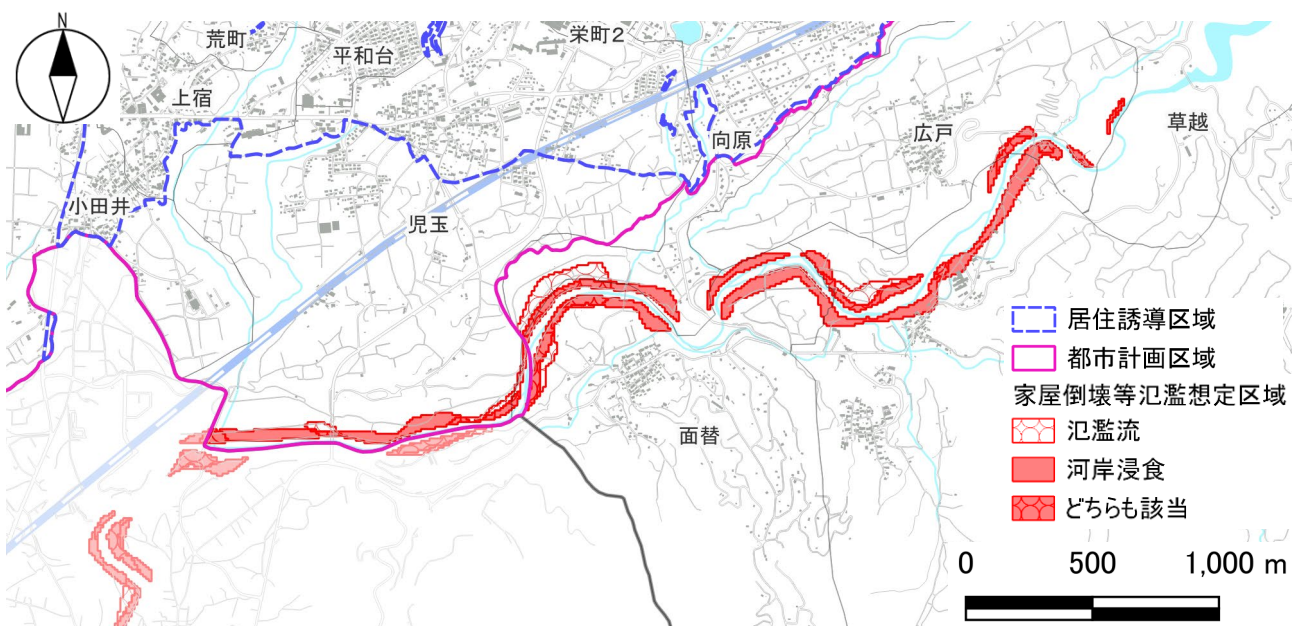 N
荒町
平和台
栄町2
上宿
向原
広戸
草越
小田井
児玉
面替
居住誘導区域
都市計画区域
家屋倒壊等氾濫想定区域
氾濫流
河岸浸食
どちらも該当
0 500 1,000 m